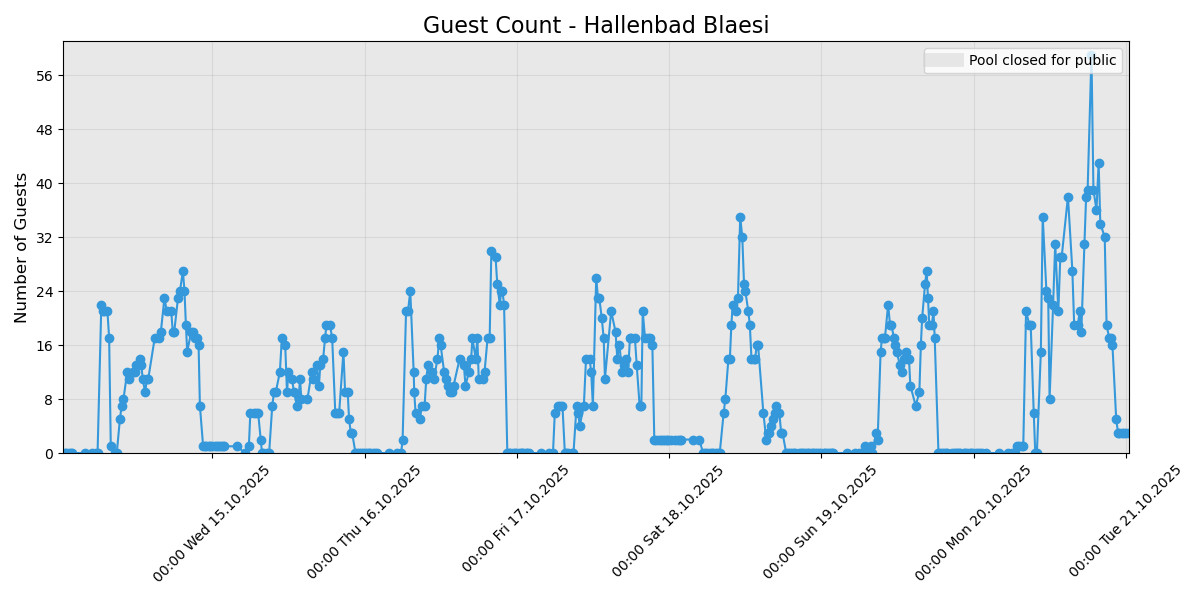 Guest Count - Hallenbad Blaesi
Pool closed for public
Number of Guests
56
48
40
32
24
16
8
0
00:00 Wed 15.10.2025
00:00 Thu 16.10.2025
00:00 Fri 17.10.2025
00:00 Sat 18.10.2025
00:00 Sun 19.10.2025
00:00 Mon 20.10.2025
00:00 Tue 21.10.2025